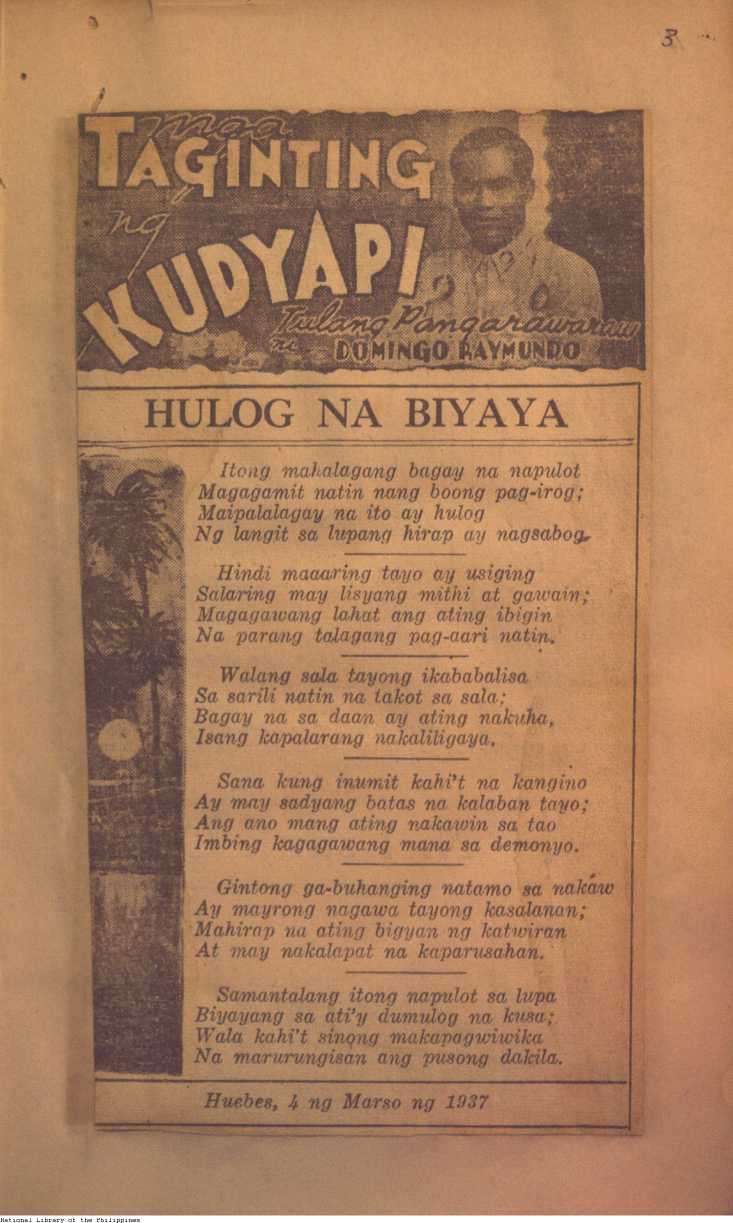 3
mga
TAGINTING
ng
KUDYAPI
Tulang Pangarawaraw
ni DOMINGO RAYMUNDO
HULOG NA BIYAYA
Itong mahalagang bagay na napulot
Magagamit natin nang boong pag-irog;
Maipalalagay na ito ay hulog
Ng langit sa lupang hirap ay nagsabog.
Hindi maaaring tayo ay usiging
Salaring may lisyang mithi at gawain;
Magagawang lahat ang ating ibigin
Na parang talagang pag-aari natin.
Walang sala tayong ikababalisa
Sa sarili natin na takot sa sala;
Bagay na sa daan ay ating nakuha,
Isang kapalarang nakaliligaya.
Sana kung inumit kahi't na kangino
Ay may sadyang batas na kalaban tayo;
Ang ano mang ating nakawin sa tao
Imbing kagagawang mana sa demonyo.
Gintong ga-buhanging natamo sa nakáw
Ay mayrong nagawa tayong kasalanan;
Mahirap na ating bigyan ng katwiran
At may nakalapat na kaparusahan.
Samantalang itong napulot sa lupa
Biyayang sa ati'y dumulog na kusa;
Wala kahi't sinong makapagwiwika
Na marurungisan ang pusong dakila.
Huebes, 4 ng Marso ng 1937
National Library of the Philippines